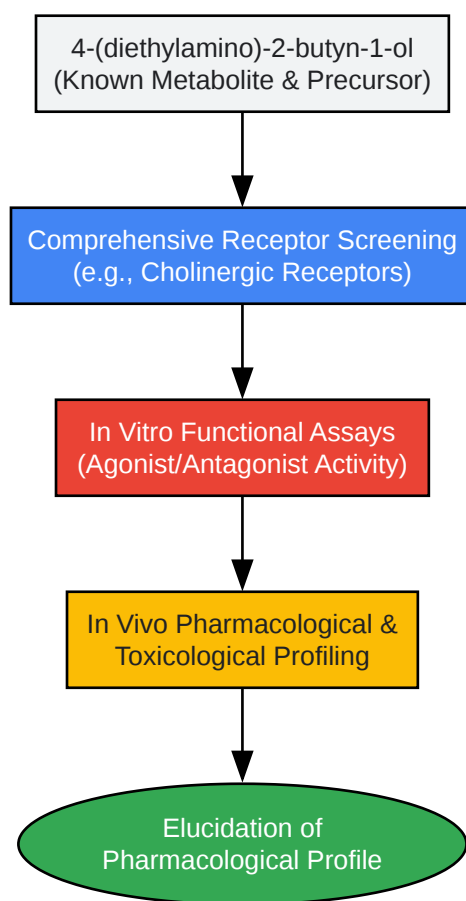 4-(diethylamino)-2-butyn-1-ol
(Known Metabolite & Precursor)
Comprehensive Receptor Screening
(e.g., Cholinergic Receptors)
In Vitro Functional Assays
(Agonist/Antagonist Activity)
In Vivo Pharmacological &
Toxicological Profiling
Elucidation of
Pharmacological Profile